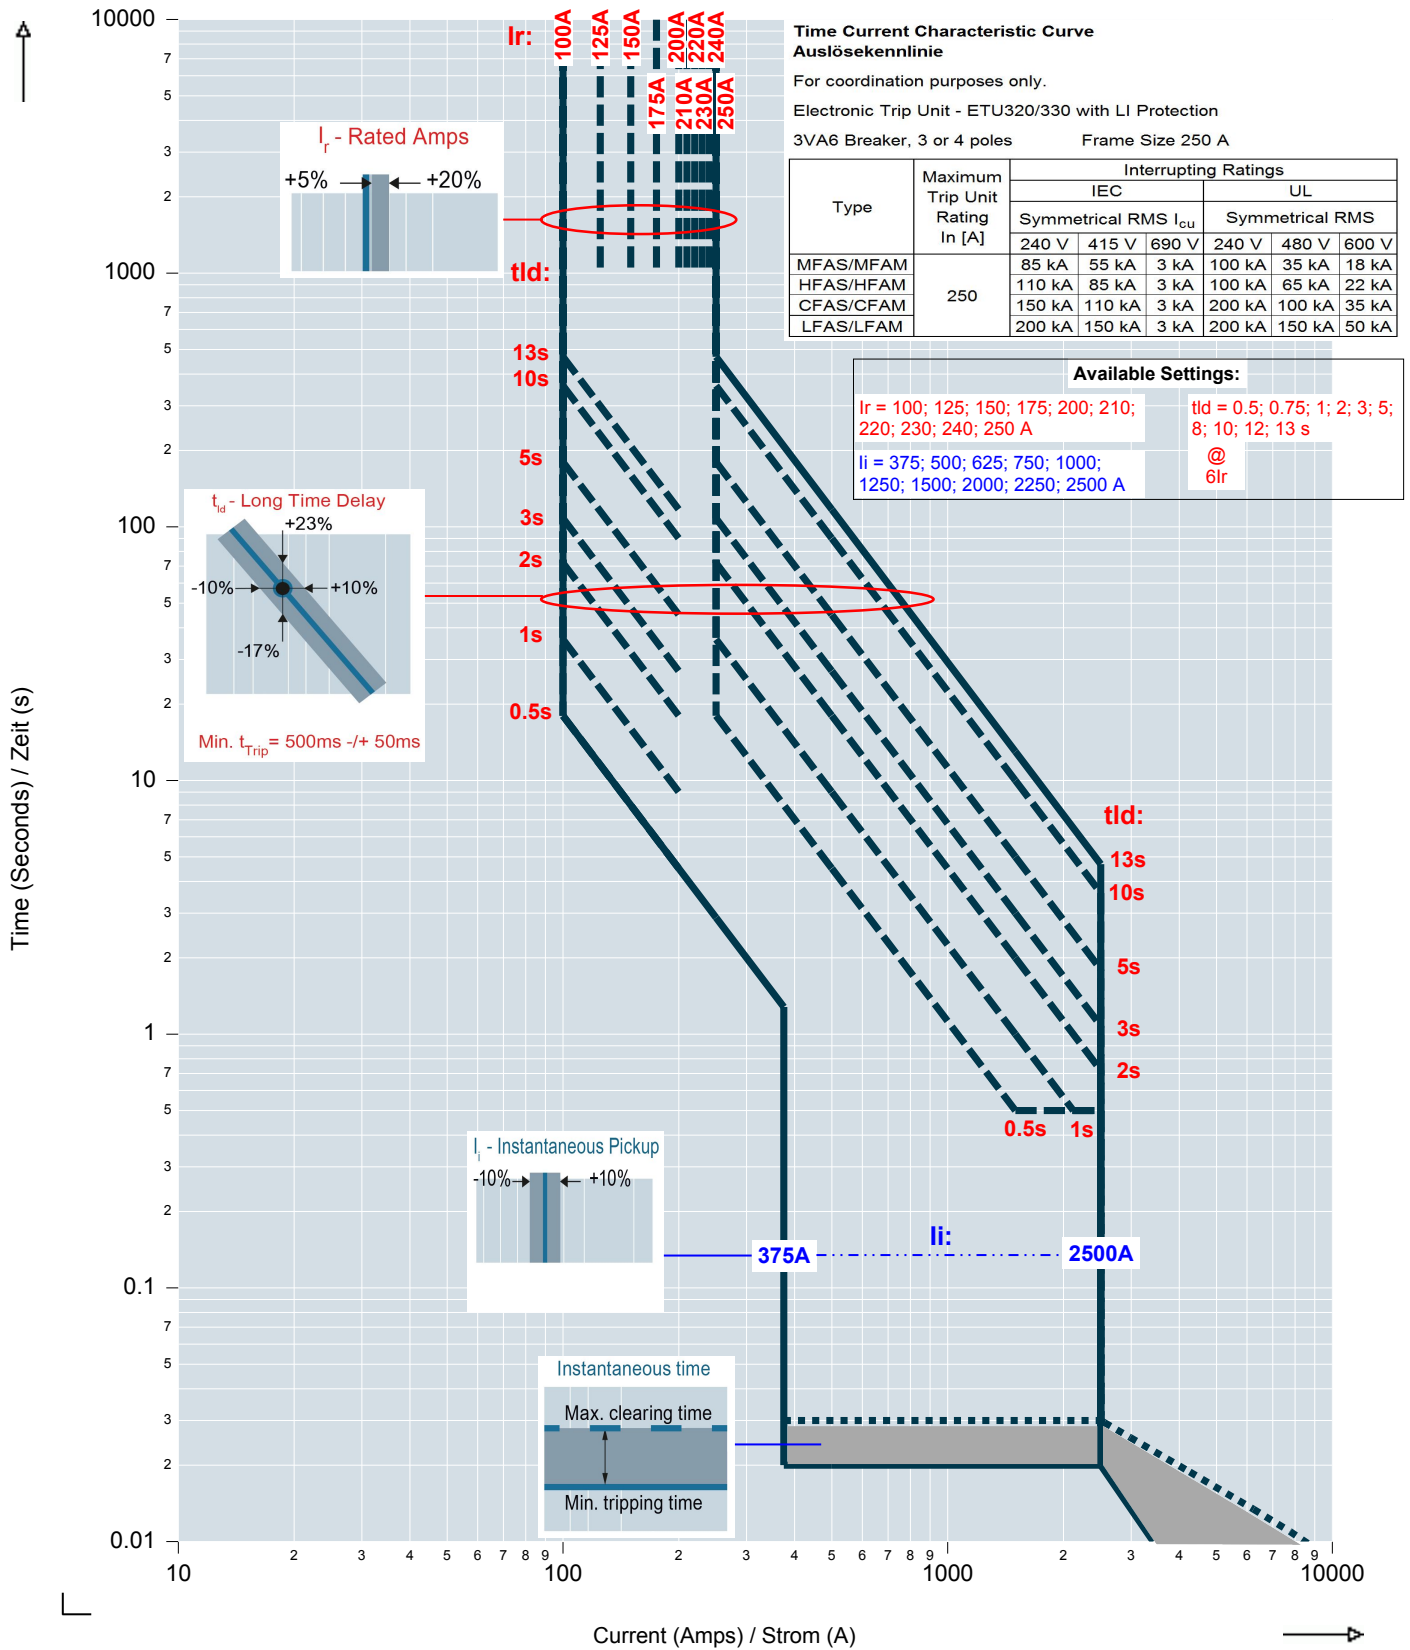 Time Current Characteristic Curve
Auslösekennlinie
For coordination purposes only.
Electronic Trip Unit - ETU320/330 with LI Protection
3VA6 Breaker, 3 or 4 poles Frame Size 250 A
Type
Maximum Trip Unit Rating In [A]
Interrupting Ratings
IEC UL
Symmetrical RMS Icu Symmetrical RMS
240 V 415 V 690 V 240 V 480 V 600 V
MFAS/MFAM 85 kA 55 kA 3 kA 100 kA 35 kA 18 kA
HFAS/HFAM 110 kA 85 kA 3 kA 100 kA 65 kA 22 kA
250
CFAS/CFAM 150 kA 110 kA 3 kA 200 kA 100 kA 35 kA
LFAS/LFAM 200 kA 150 kA 3 kA 200 kA 150 kA 50 kA
Available Settings:
Ir = 100; 125; 150; 175; 200; 210;
220; 230; 240; 250 A
Ii = 375; 500; 625; 750; 1000;
1250; 1500; 2000; 2250; 2500 A
tld = 0.5; 0.75; 1; 2; 3; 5;
8; 10; 12; 13 s
@
6Ir
Ir:
100A 125A 150A 175A 200A 210A 220A 230A 240A 250A
Ir - Rated Amps
+5% +20%
tld:
13s
10s
5s
3s
2s
1s
0.5s
tld - Long Time Delay
+23%
-10% +10%
-17%
Min. tTrip= 500ms -/+ 50ms
tld:
13s
10s
5s
3s
2s
0.5s 1s
Ii - Instantaneous Pickup
-10% +10%
Ii:
375A 2500A
Instantaneous time
Max. clearing time
Min. tripping time
Time (Seconds) / Zeit (s)
10000
7
5
3
2
1000
7
5
3
2
100
7
5
3
2
10
7
5
3
2
1
7
5
3
2
0.1
7
5
3
2
0.01
2 3 4 5 6 7 8 9 2 3 4 5 6 7 8 9 2 3 4 5 6 7 8 9
10 100 1000 10000
Current (Amps) / Strom (A)